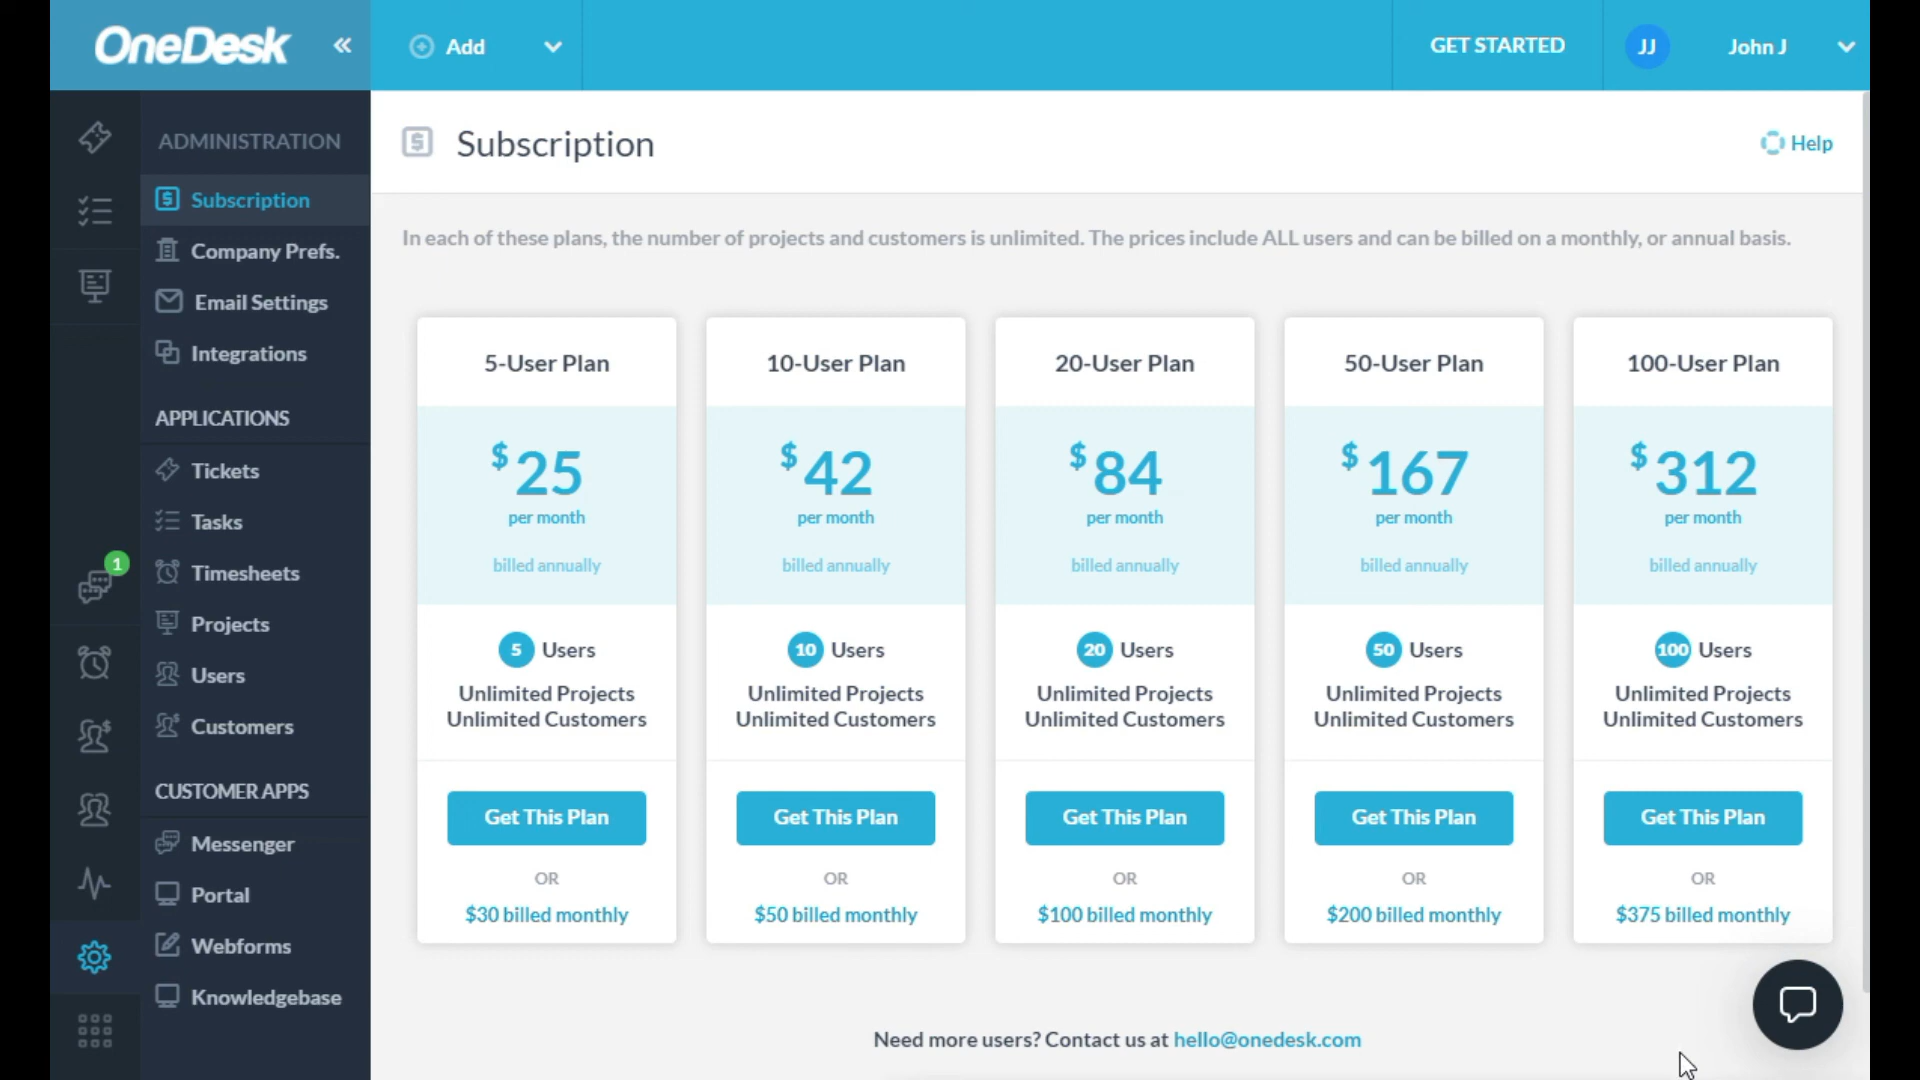 OneDesk
Add
GET STARTED
JJ
John J
ADMINISTRATION
Subscription
Company Prefs.
Email Settings
Integrations
APPLICATIONS
Tickets
Tasks
Timesheets
Projects
Users
Customers
CUSTOMER APPS
Messenger
Portal
Webforms
Knowledgebase
1
Subscription
Help
In each of these plans, the number of projects and customers is unlimited. The prices include ALL users and can be billed on a monthly, or annual basis.
5-User Plan
$25
per month
billed annually
5 Users
Unlimited Projects
Unlimited Customers
Get This Plan
OR
$30 billed monthly
10-User Plan
$42
per month
billed annually
10 Users
Unlimited Projects
Unlimited Customers
Get This Plan
OR
$50 billed monthly
20-User Plan
$84
per month
billed annually
20 Users
Unlimited Projects
Unlimited Customers
Get This Plan
OR
$100 billed monthly
50-User Plan
$167
per month
billed annually
50 Users
Unlimited Projects
Unlimited Customers
Get This Plan
OR
$200 billed monthly
100-User Plan
$312
per month
billed annually
100 Users
Unlimited Projects
Unlimited Customers
Get This Plan
OR
$375 billed monthly
Need more users? Contact us at hello@onedesk.com